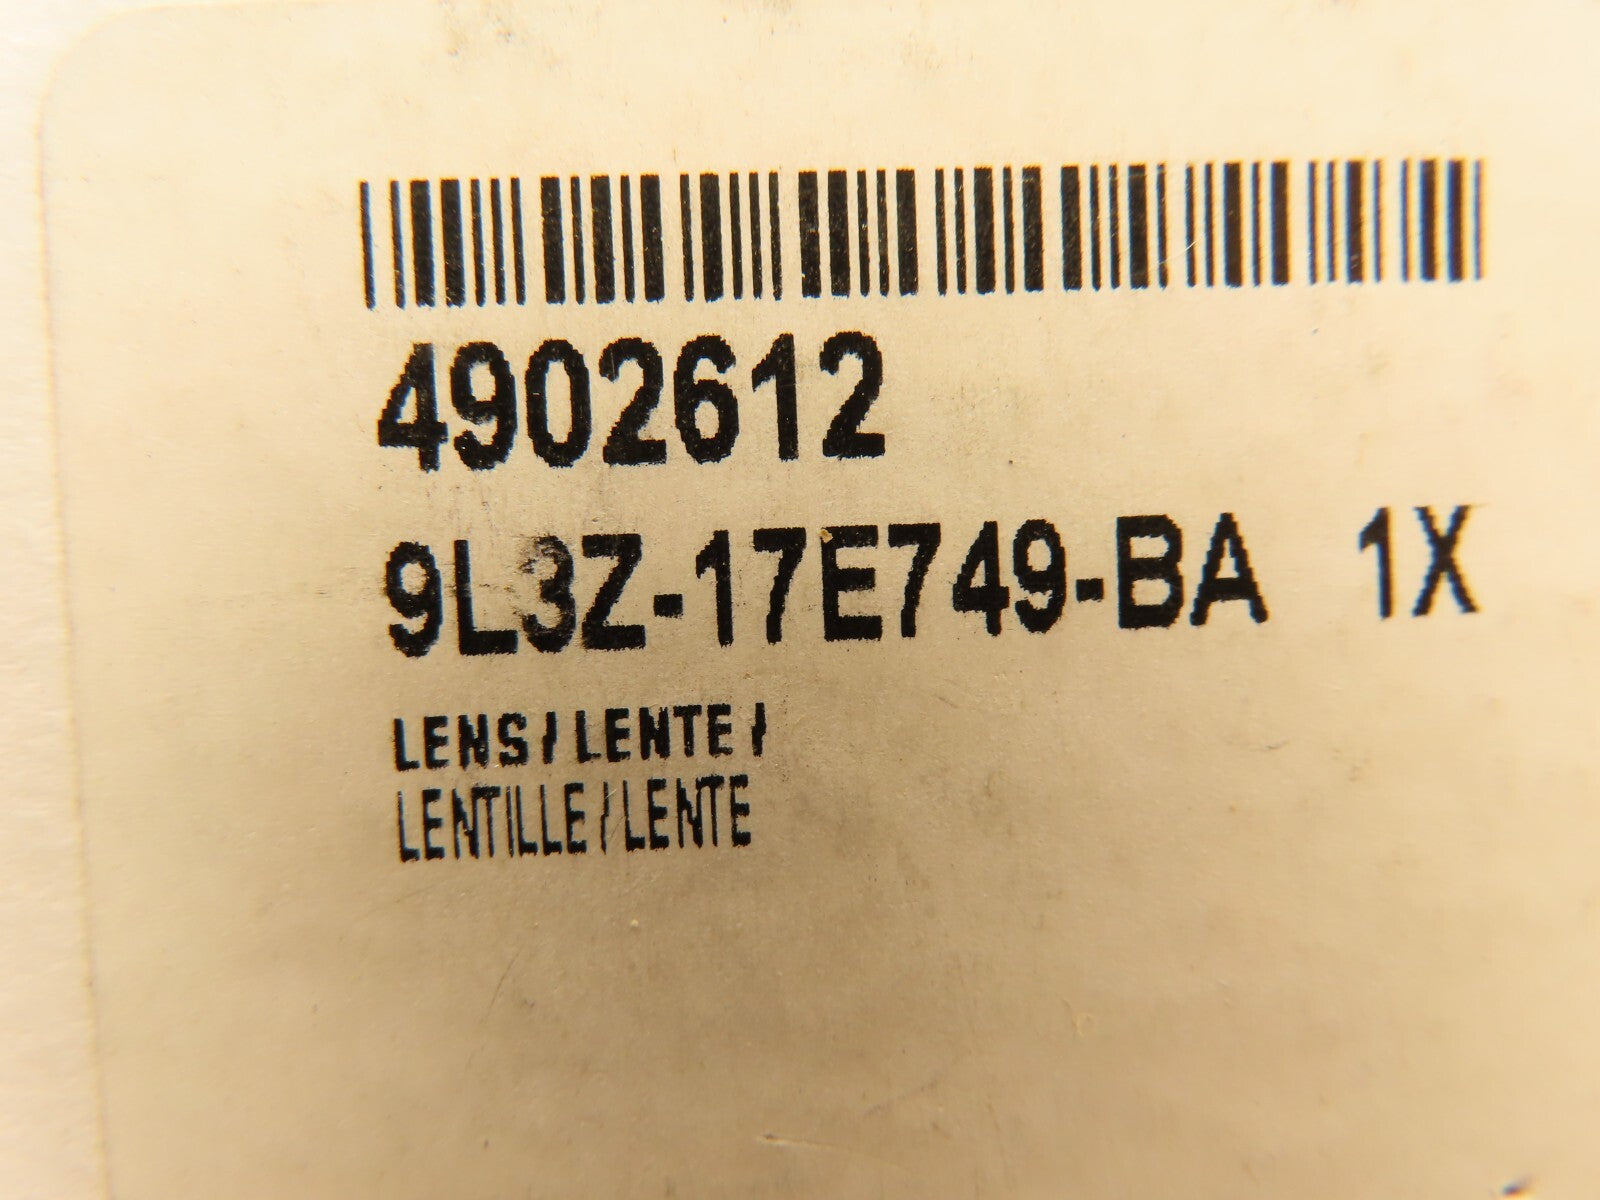 4902612
9L3Z-17E749-BA 1X
LENS/LENTE/
LENTILLE/LENTE